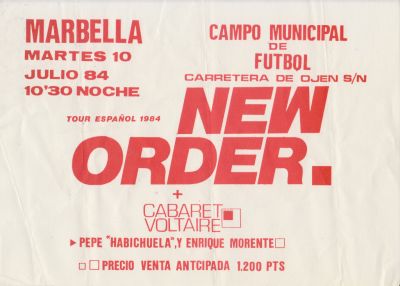 MARBELLA
MARTES 10
JULIO 84
10'30 NOCHE
CAMPO MUNICIPAL
DE
FUTBOL
CARRETERA DE OJEN S/N
TOUR ESPAÑOL 1984
NEW
ORDER.
+
CABARET
VOLTAIRE
PEPE "HABICHUELA", Y ENRIQUE MORENTE
PRECIO VENTA ANTCIPADA 1.200 PTS